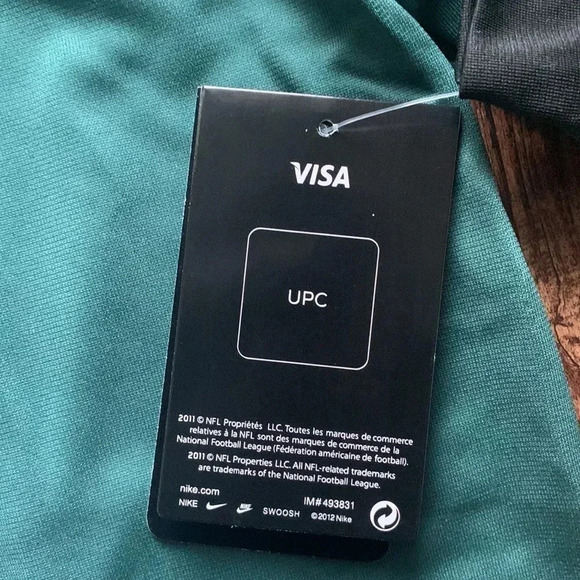 VISA
UPC
2011 © NFL Propriétés LLC. Toutes les marques de commerce
relatives à la NFL sont des marques de commerce de la
National Football League (Fédération américaine de football).
2011 © NFL Properties LLC. All NFL-related trademarks
are trademarks of the National Football League.
nike.com IM#493831
NIKE NIKE SWOOSH ©2012 Nike